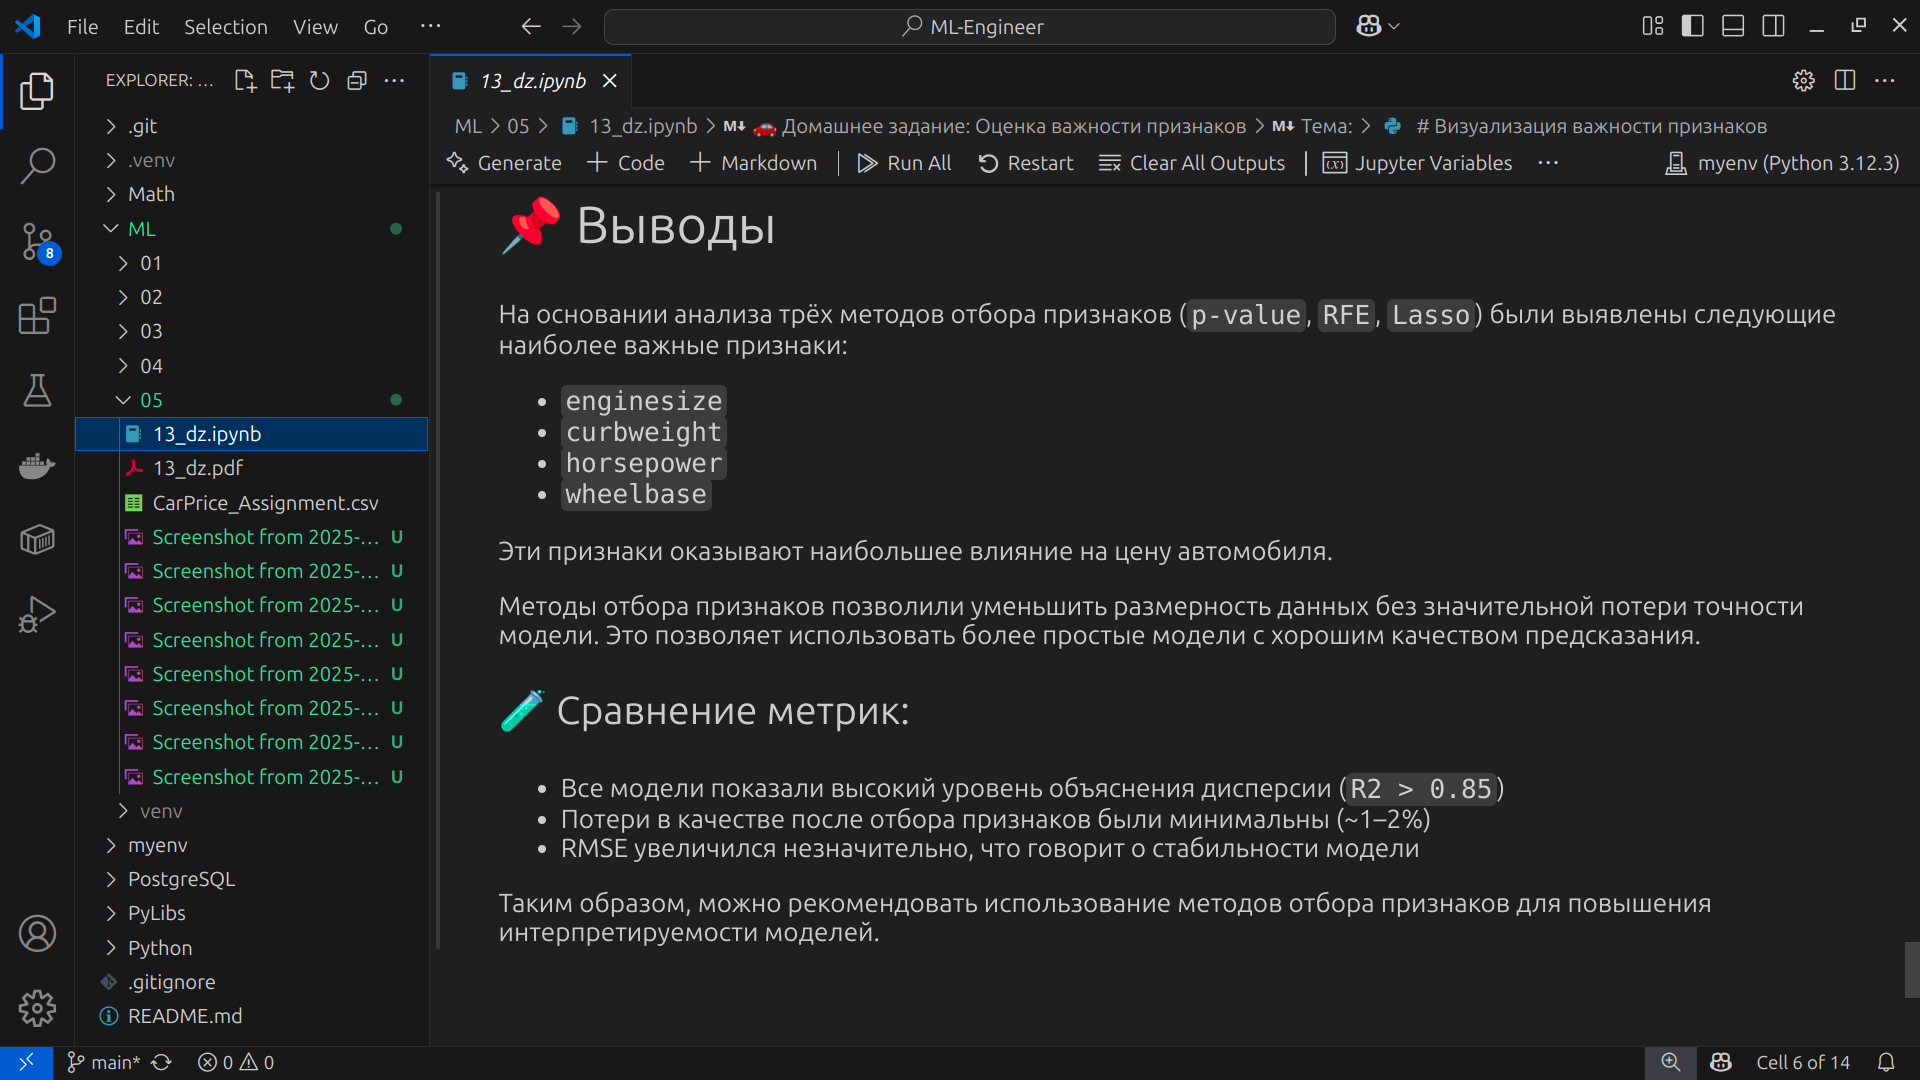 File Edit Selection View Go ··· ML-Engineer
EXPLORER: ...
.git
.venv
Math
ML
01
02
03
04
05
13_dz.ipynb
13_dz.pdf
CarPrice_Assignment.csv
Screenshot from 2025-... U
Screenshot from 2025-... U
Screenshot from 2025-... U
Screenshot from 2025-... U
Screenshot from 2025-... U
Screenshot from 2025-... U
Screenshot from 2025-... U
Screenshot from 2025-... U
venv
myenv
PostgreSQL
PyLibs
Python
.gitignore
README.md
8
13_dz.ipynb
ML > 05 > 13_dz.ipynb > M↓ 🚗 Домашнее задание: Оценка важности признаков > M↓ Тема: > # Визуализация важности признаков
Generate + Code + Markdown | Run All Restart Clear All Outputs | Jupyter Variables ··· myenv (Python 3.12.3)
📌 Выводы
На основании анализа трёх методов отбора признаков (p-value, RFE, Lasso) были выявлены следующие
наиболее важные признаки:
• enginesize
• curbweight
• horsepower
• wheelbase
Эти признаки оказывают наибольшее влияние на цену автомобиля.
Методы отбора признаков позволили уменьшить размерность данных без значительной потери точности
модели. Это позволяет использовать более простые модели с хорошим качеством предсказания.
🧪 Сравнение метрик:
• Все модели показали высокий уровень объяснения дисперсии (R2 > 0.85)
• Потери в качестве после отбора признаков были минимальны (~1–2%)
• RMSE увеличился незначительно, что говорит о стабильности модели
Таким образом, можно рекомендовать использование методов отбора признаков для повышения
интерпретируемости моделей.
main* 0 0 Cell 6 of 14